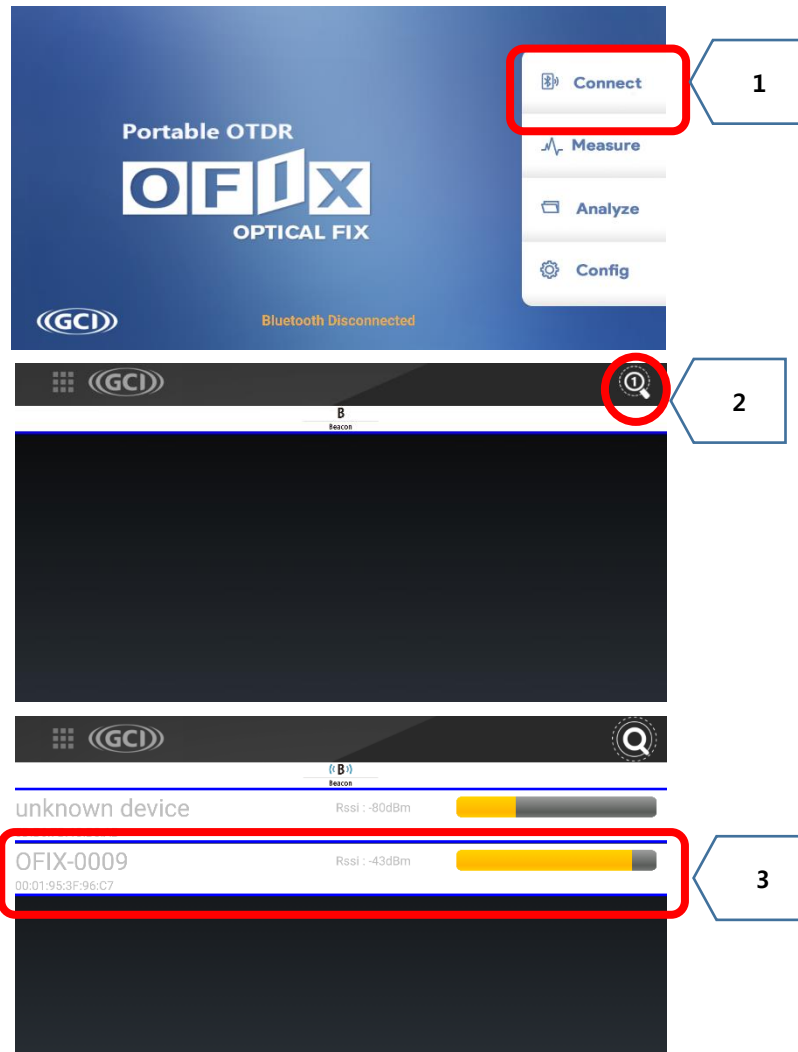 Connect
1
Portable OTDR
Measure
OFIX
Analyze
OPTICAL FIX
Config
((GCI))
Bluetooth Disconnected
((GCI))
1
2
B
Beacon
((GCI))
((B))
Beacon
unknown device Rssi : -80dBm
OFIX-0009 Rssi : -43dBm
00:01:95:3F:96:C7
3